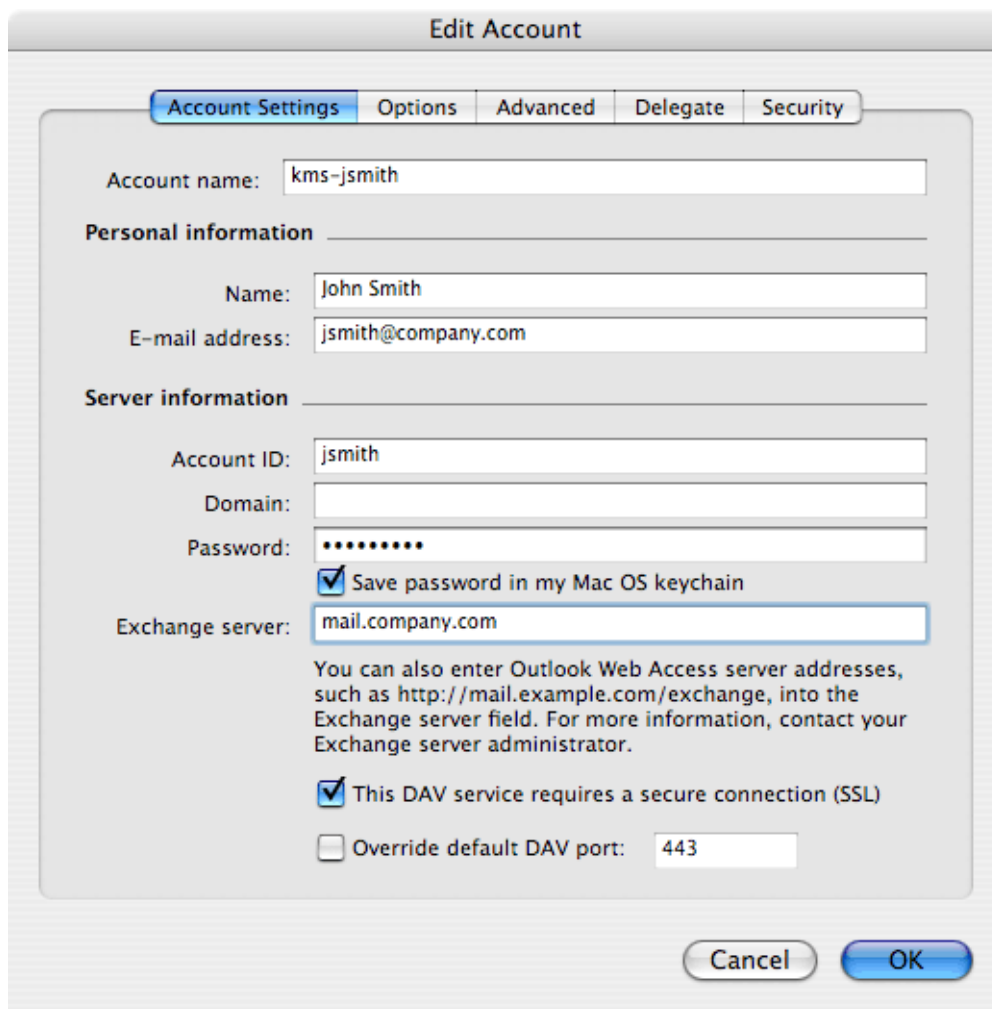 Edit Account
Account Settings Options Advanced Delegate Security
Account name: kms-jsmith
Personal information
Name: John Smith
E-mail address: jsmith@company.com
Server information
Account ID: jsmith
Domain:
Password: •••••••••
Save password in my Mac OS keychain
Exchange server: mail.company.com
You can also enter Outlook Web Access server addresses,
such as http://mail.example.com/exchange, into the
Exchange server field. For more information, contact your
Exchange server administrator.
This DAV service requires a secure connection (SSL)
Override default DAV port: 443
Cancel OK